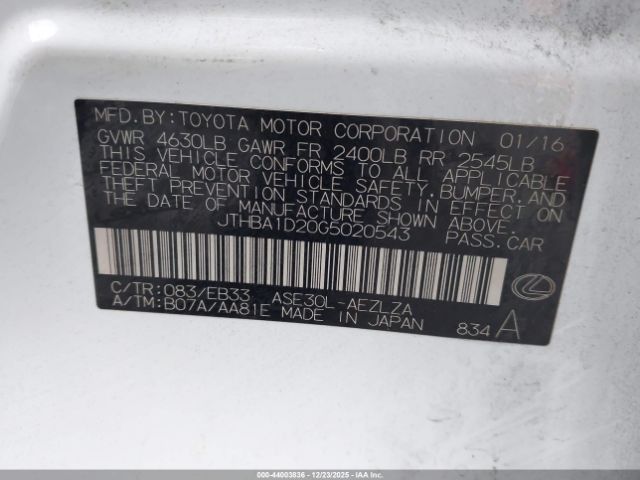 MFD. BY: TOYOTA MOTOR CORPORATION 01/16
GVWR 4630LB GAWR FR 2400LB RR 2545LB
THIS VEHICLE CONFORMS TO ALL APPLICABLE
FEDERAL MOTOR VEHICLE SAFETY, BUMPER, AND
THEFT PREVENTION STANDARDS IN EFFECT ON
THE DATE OF MANUFACTURE SHOWN ABOVE.
JTHBA1D20G5020543 PASS. CAR
C/TR: 083/EB33 ASE30L-AEZLZA
A/TM: B07A/AA81E MADE IN JAPAN 834 A
000-44003836 - 12/23/2025 - IAAI.COM